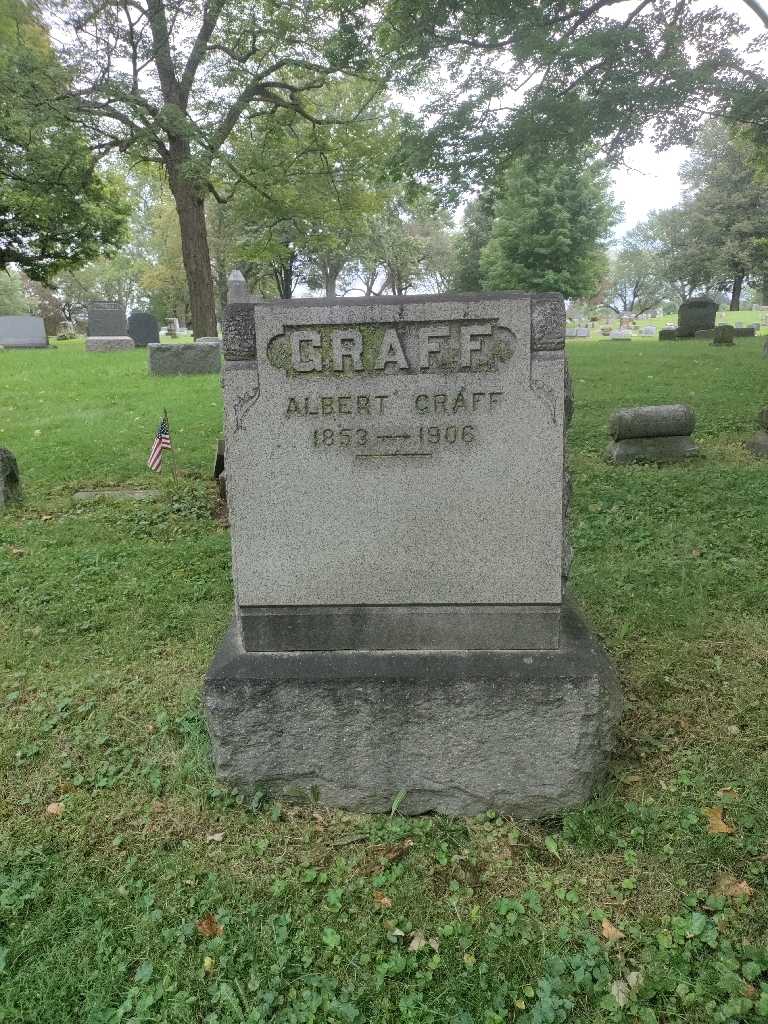 GRAFF
ALBERT GRAFF
1853 — 1906